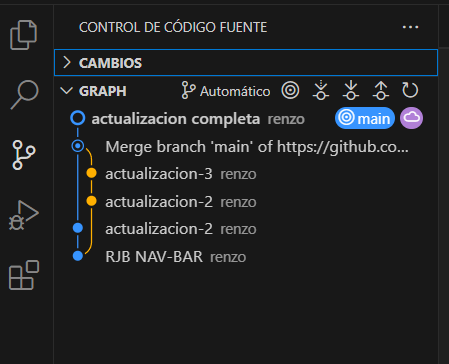 CONTROL DE CÓDIGO FUENTE
CAMBIOS
GRAPH Automático
actualizacion completa renzo main
Merge branch 'main' of https://github.co...
actualizacion-3 renzo
actualizacion-2 renzo
actualizacion-2 renzo
RJB NAV-BAR renzo